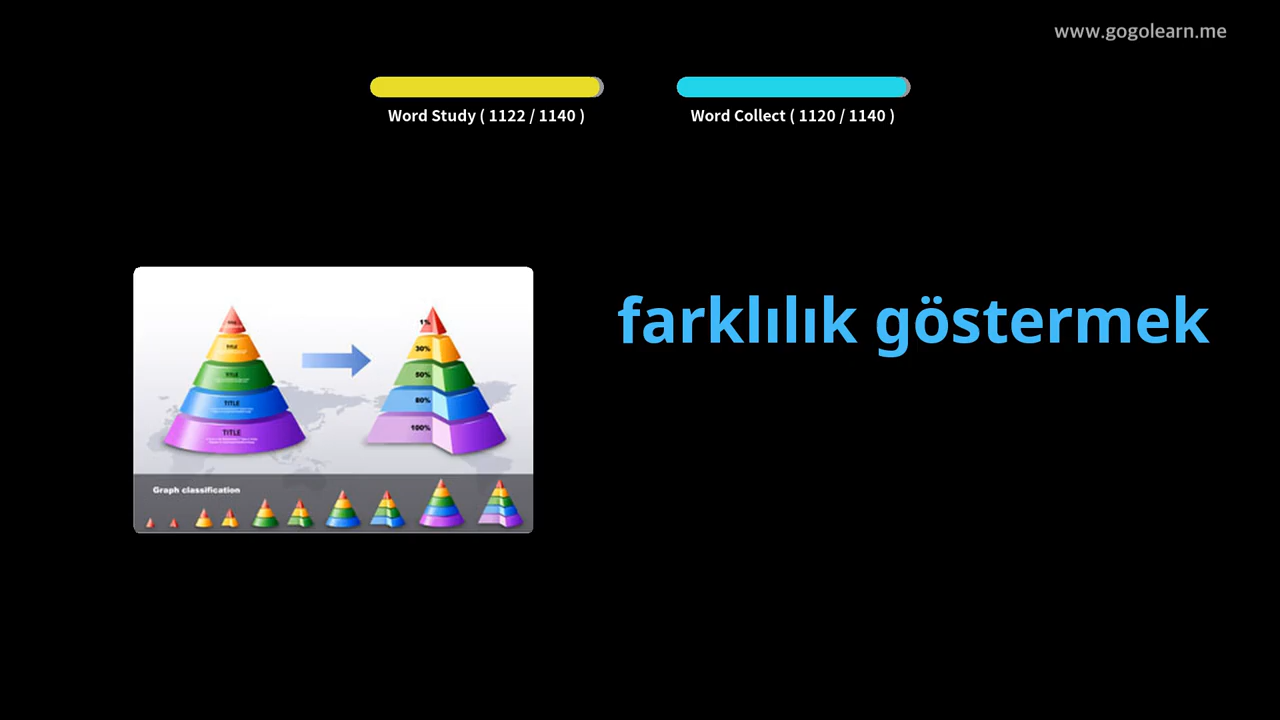 www.gogolearn.me
Word Study ( 1122 / 1140 )
Word Collect ( 1120 / 1140 )
farklılık göstermek
TITLE
TITLE
TITLE
TITLE
1%
30%
50%
80%
100%
Graph classification